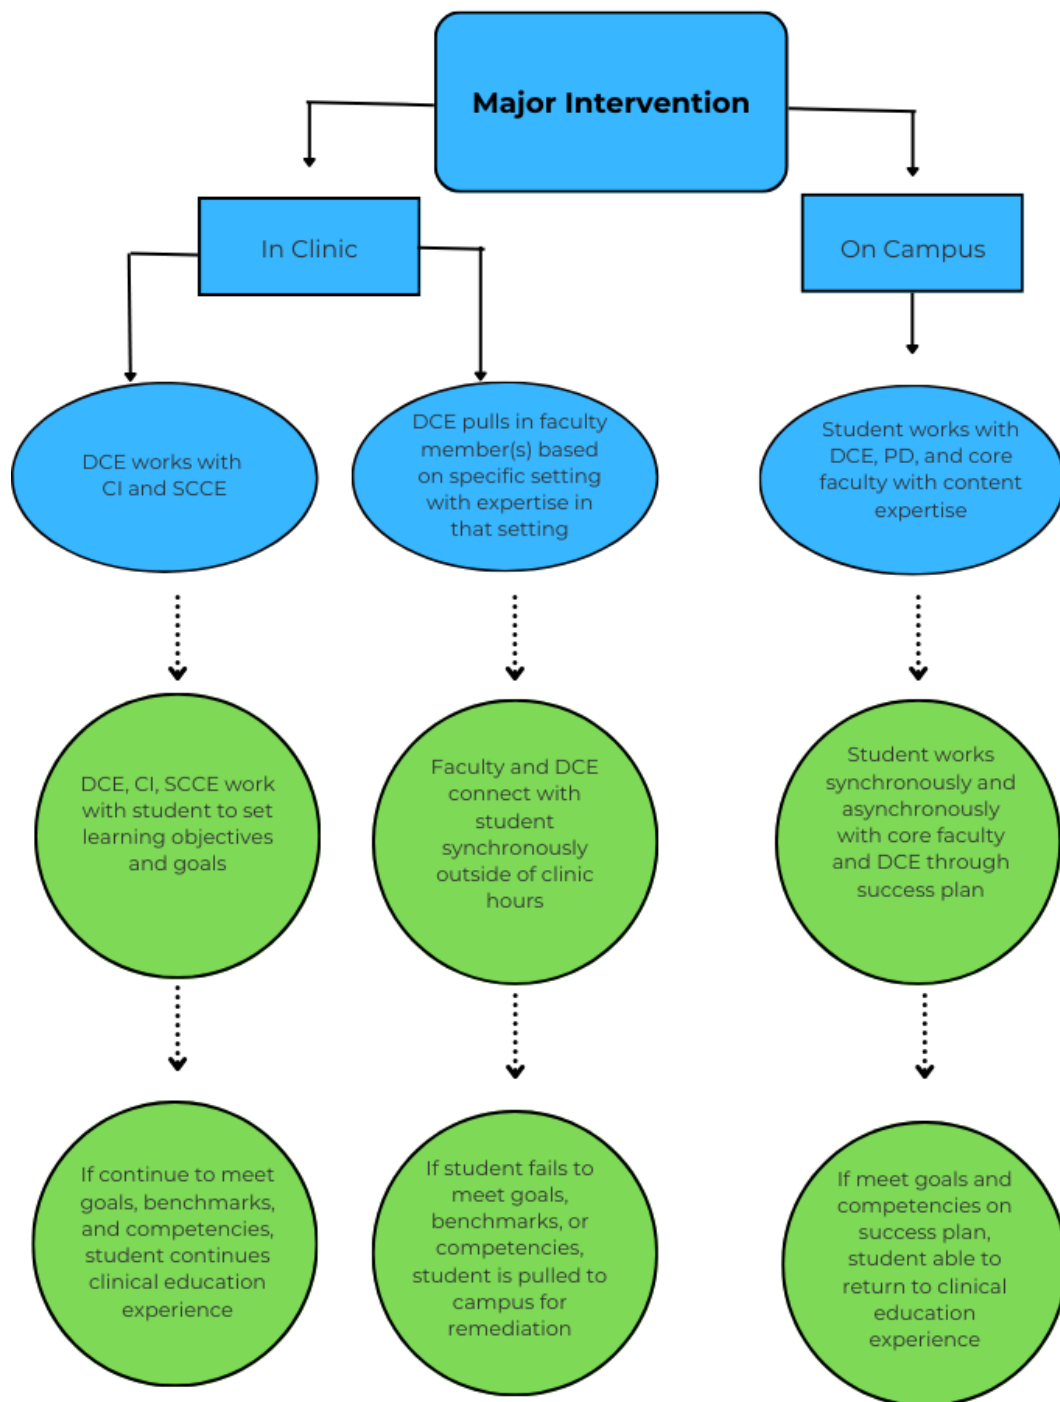 Major Intervention
In Clinic
On Campus
DCE works with
CI and SCCE
DCE pulls in faculty
member(s) based
on specific setting
with expertise in
that setting
Student works with
DCE, PD, and core
faculty with content
expertise
DCE, CI, SCCE work
with student to set
learning objectives
and goals
Faculty and DCE
connect with
student
synchronously
outside of clinic
hours
Student works
synchronously and
asynchronously
with core faculty
and DCE through
success plan
If continue to meet
goals, benchmarks,
and competencies,
student continues
clinical education
experience
If student fails to
meet goals,
benchmarks, or
competencies,
student is pulled to
campus for
remediation
If meet goals and
competencies on
success plan,
student able to
return to clinical
education
experience